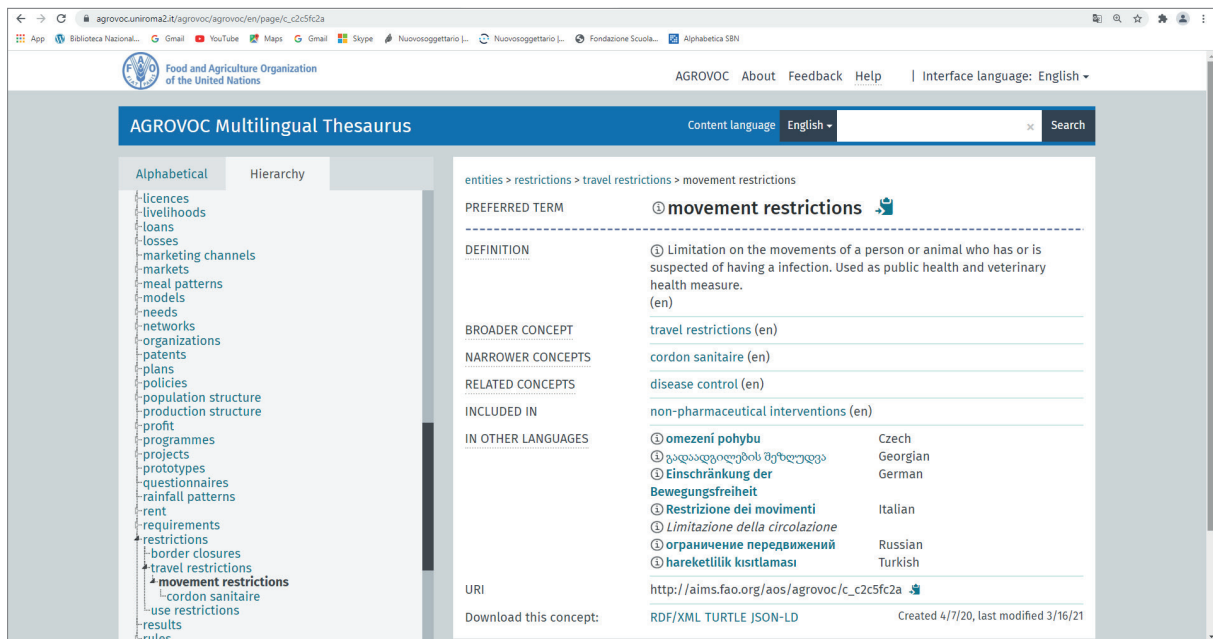 agrovoc.uniroma2.it/agrovoc/agrovoc/en/page/c_c2c5fc2a
App Biblioteca Nazional... Gmail YouTube Maps Gmail Skype Nuovosoggettario |... Nuovosoggettario |... Fondazione Scuola... Alphabetica SBN
Food and Agriculture Organization
of the United Nations
AGROVOC About Feedback Help | Interface language: English
AGROVOC Multilingual Thesaurus
Content language English × Search
Alphabetical Hierarchy
licences
livelihoods
loans
losses
marketing channels
markets
meal patterns
models
needs
networks
organizations
patents
plans
policies
population structure
production structure
profit
programmes
projects
prototypes
questionnaires
rainfall patterns
rent
requirements
restrictions
border closures
travel restrictions
movement restrictions
cordon sanitaire
use restrictions
results
rules
entities > restrictions > travel restrictions > movement restrictions
PREFERRED TERM movement restrictions
DEFINITION Limitation on the movements of a person or animal who has or is
suspected of having a infection. Used as public health and veterinary
health measure.
(en)
BROADER CONCEPT travel restrictions (en)
NARROWER CONCEPTS cordon sanitaire (en)
RELATED CONCEPTS disease control (en)
INCLUDED IN non-pharmaceutical interventions (en)
IN OTHER LANGUAGES omezení pohybu Czech
გადაადგილების შეზღუდვა Georgian
Einschränkung der German
Bewegungsfreiheit
Restrizione dei movimenti Italian
Limitazione della circolazione
ограничение передвижений Russian
hareketlilik kısıtlaması Turkish
URI http://aims.fao.org/aos/agrovoc/c_c2c5fc2a
Download this concept: RDF/XML TURTLE JSON-LD Created 4/7/20, last modified 3/16/21